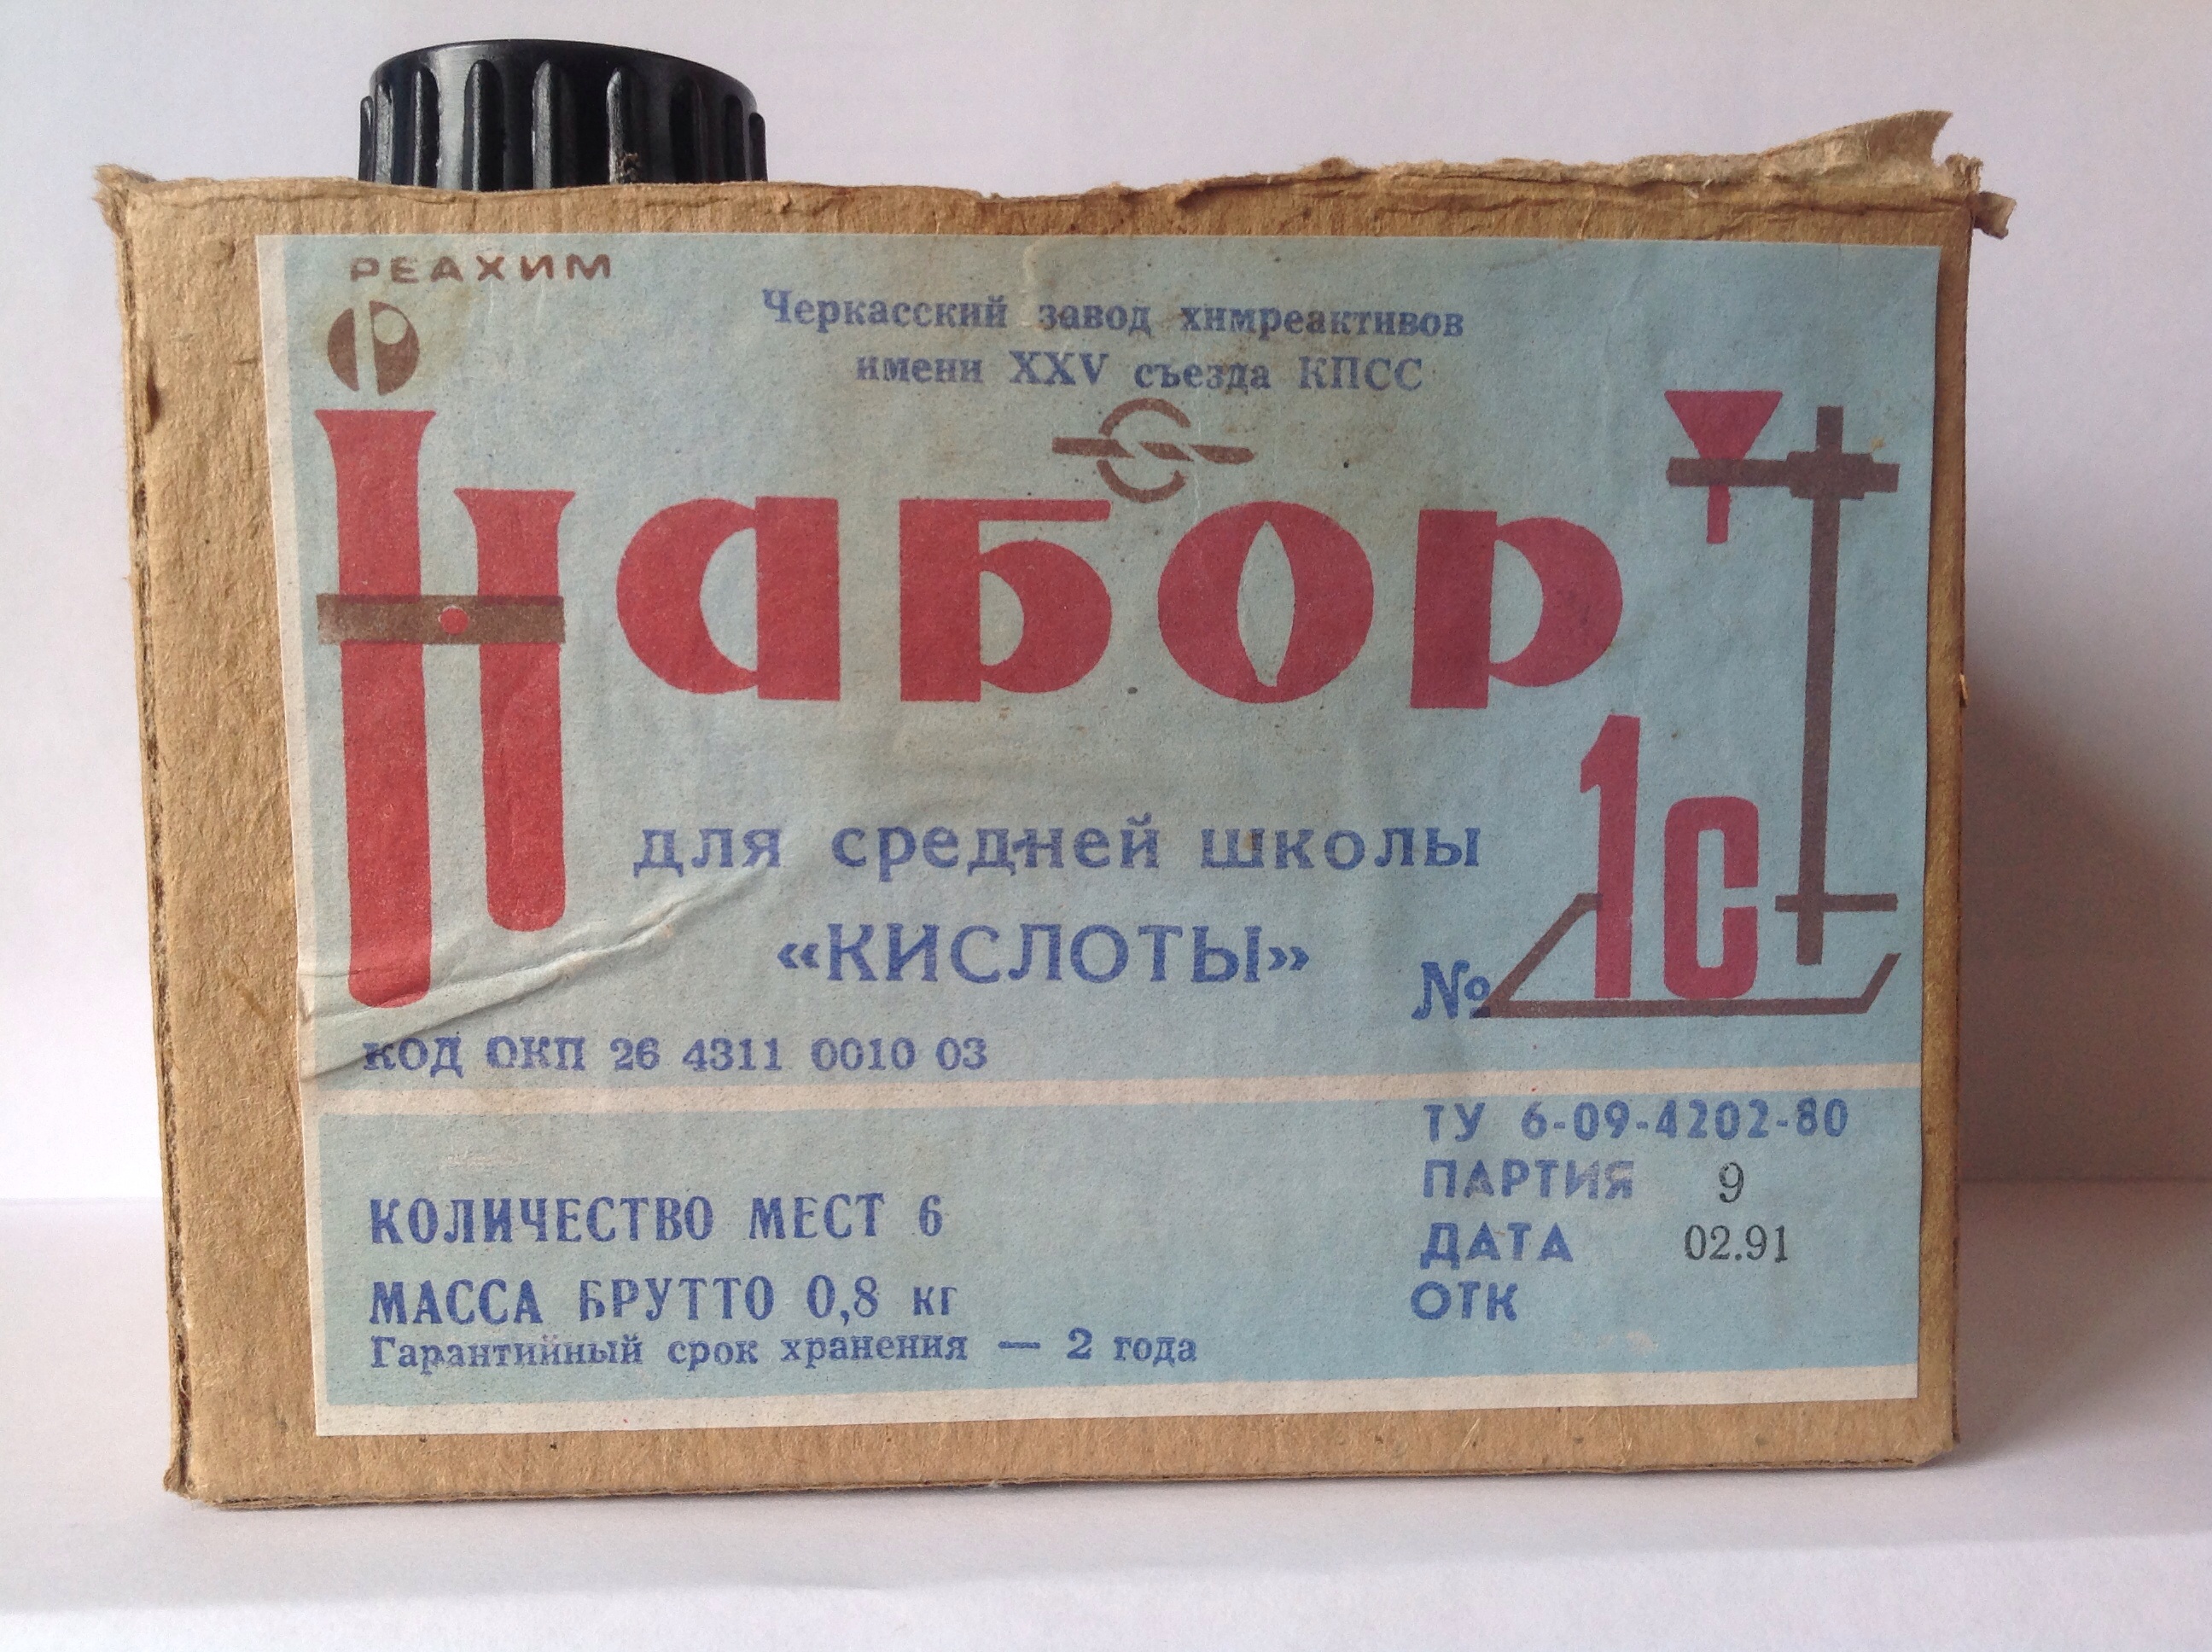 РЕАХИМ
Черкасский завод химреактивов
имени XXV съезда КПСС
Набор
для средней школы
«КИСЛОТЫ»
№ 1с
код ОКП 26 4311 0010 03
ТУ 6-09-4202-80
ПАРТИЯ 9
ДАТА 02.91
ОТК
КОЛИЧЕСТВО МЕСТ 6
МАССА БРУТТО 0,8 кг
Гарантийный срок хранения — 2 года